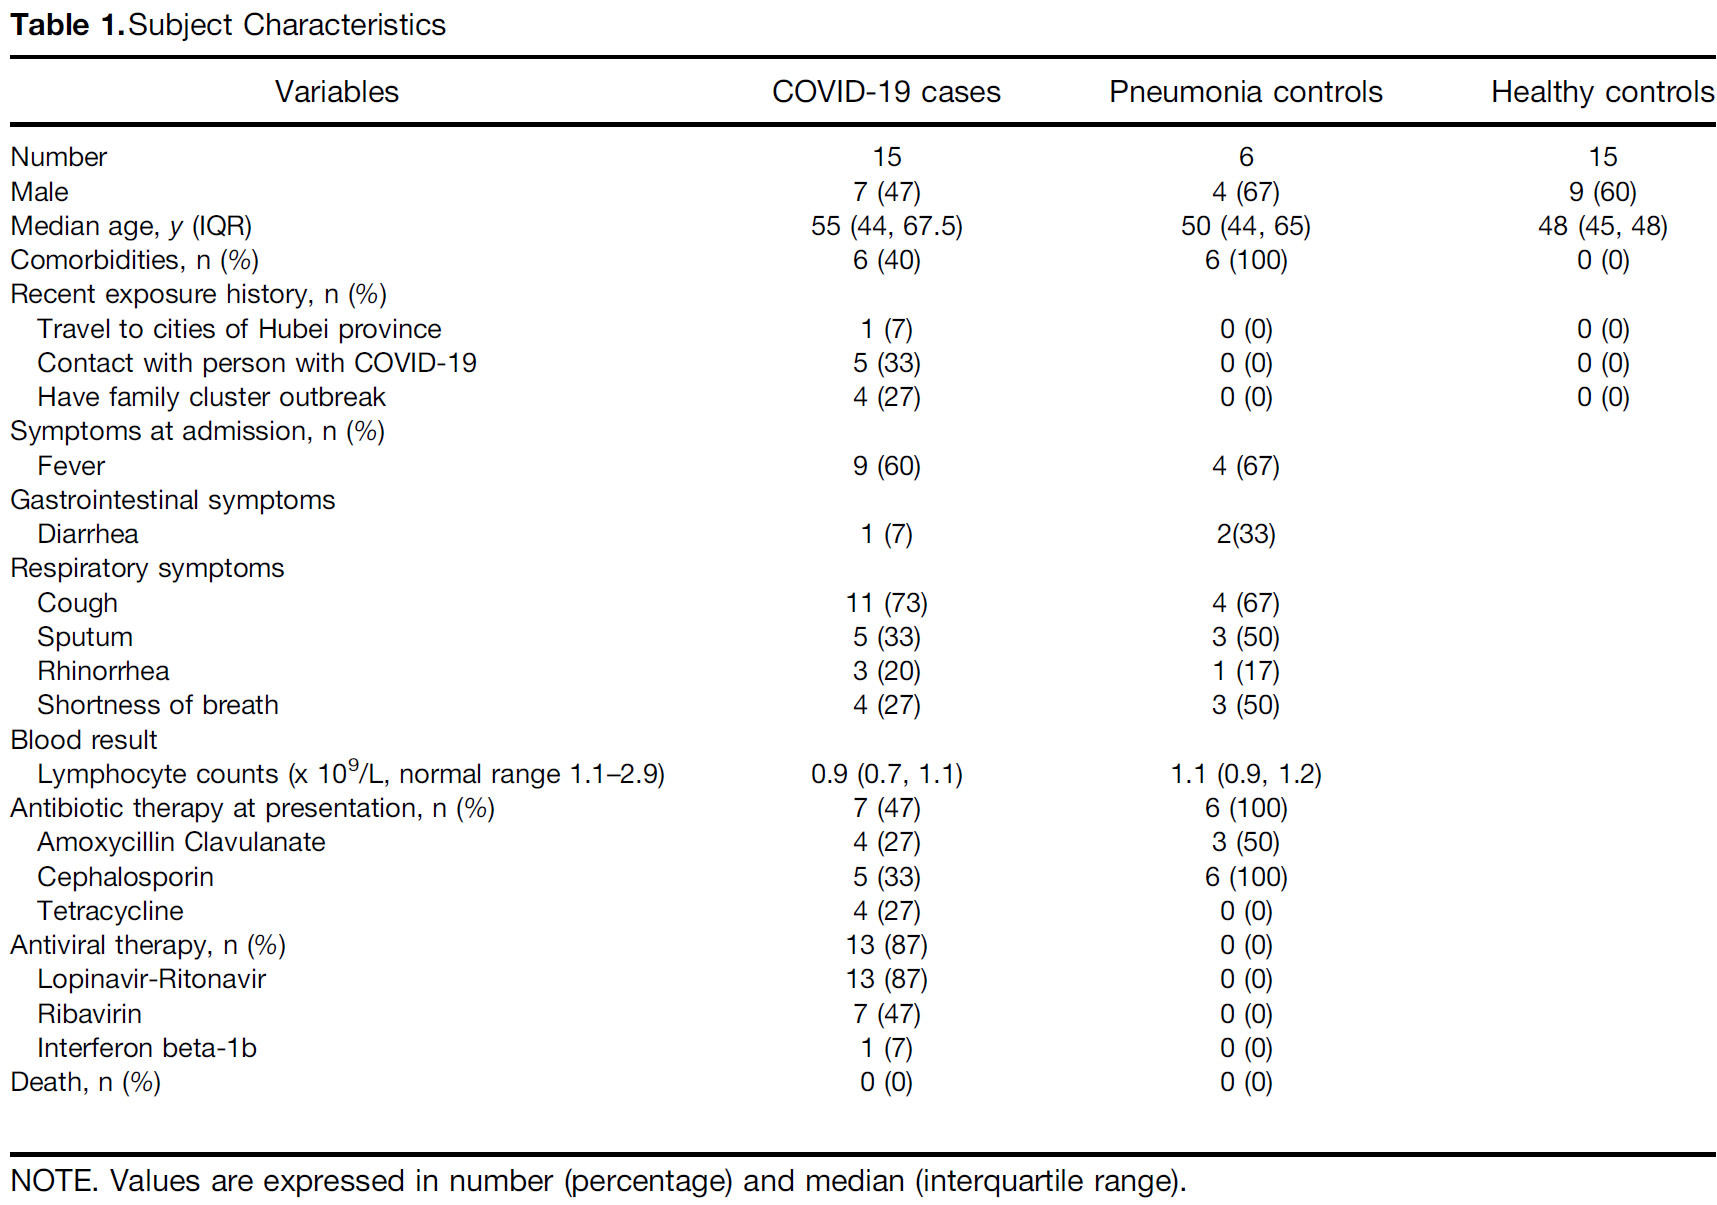 Table 1. Subject Characteristics
Variables COVID-19 cases Pneumonia controls Healthy controls
Number 15 6 15
Male 7 (47) 4 (67) 9 (60)
Median age, y (IQR) 55 (44, 67.5) 50 (44, 65) 48 (45, 48)
Comorbidities, n (%) 6 (40) 6 (100) 0 (0)
Recent exposure history, n (%)
Travel to cities of Hubei province 1 (7) 0 (0) 0 (0)
Contact with person with COVID-19 5 (33) 0 (0) 0 (0)
Have family cluster outbreak 4 (27) 0 (0) 0 (0)
Symptoms at admission, n (%)
Fever 9 (60) 4 (67)
Gastrointestinal symptoms
Diarrhea 1 (7) 2(33)
Respiratory symptoms
Cough 11 (73) 4 (67)
Sputum 5 (33) 3 (50)
Rhinorrhea 3 (20) 1 (17)
Shortness of breath 4 (27) 3 (50)
Blood result
Lymphocyte counts (x 10⁹/L, normal range 1.1–2.9) 0.9 (0.7, 1.1) 1.1 (0.9, 1.2)
Antibiotic therapy at presentation, n (%) 7 (47) 6 (100)
Amoxycillin Clavulanate 4 (27) 3 (50)
Cephalosporin 5 (33) 6 (100)
Tetracycline 4 (27) 0 (0)
Antiviral therapy, n (%) 13 (87) 0 (0)
Lopinavir-Ritonavir 13 (87) 0 (0)
Ribavirin 7 (47) 0 (0)
Interferon beta-1b 1 (7) 0 (0)
Death, n (%) 0 (0) 0 (0)
NOTE. Values are expressed in number (percentage) and median (interquartile range).